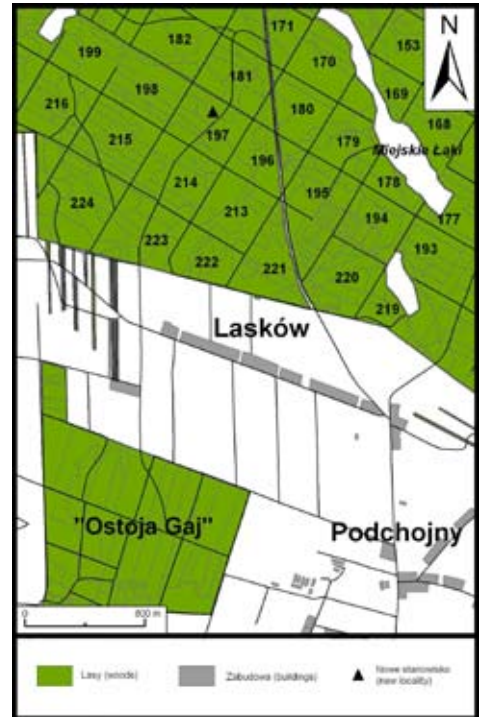 171
N
182
153
199
170
181
169
198
216
180
168
197
215
179
Miejskie Łąki
196
214
178
195
224
213
194
177
223
193
222
221
220
219
Lasków
"Ostoja Gaj"
Podchojny
0 800 m
Lasy (woods)
Zabudowa (buildings)
Nowe stanowisko
(new locality)